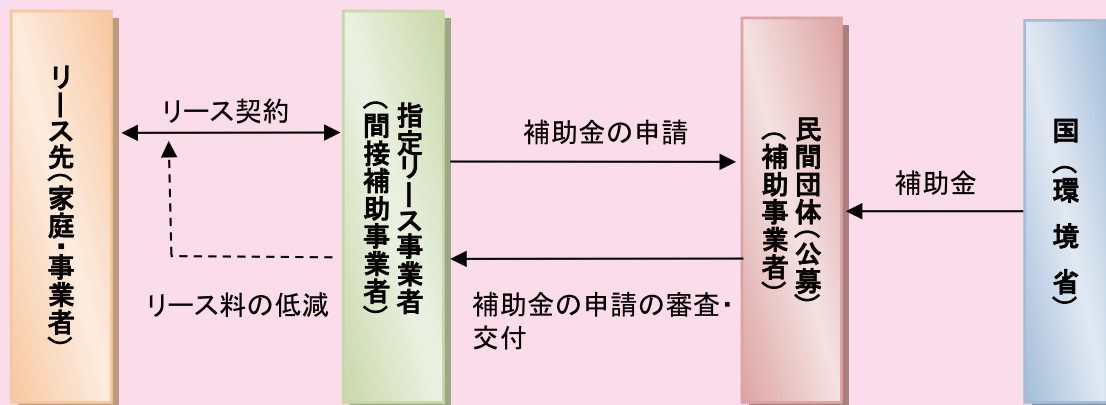 リース先(家庭・事業者)
リース契約
リース料の低減
指定リース事業者
(間接補助事業者)
補助金の申請
補助金の申請の審査・
交付
民間団体(公募)
(補助事業者)
補助金
国(環境省)